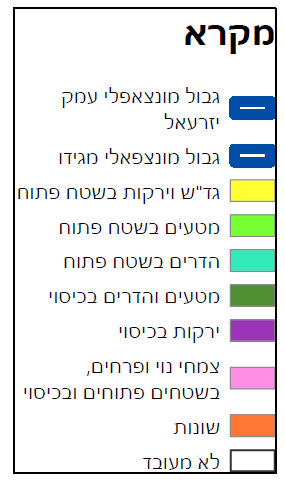 מקרא
גבול מונצאפלי עמק
יזרעאל
גבול מונצפאלי מגידו
גד"ש וירקות בשטח פתוח
מטעים בשטח פתוח
הדרים בשטח פתוח
מטעים והדרים בכיסוי
ירקות בכיסוי
צמחי נוי ופרחים,
בשטחים פתוחים ובכיסוי
שונות
לא מעובד